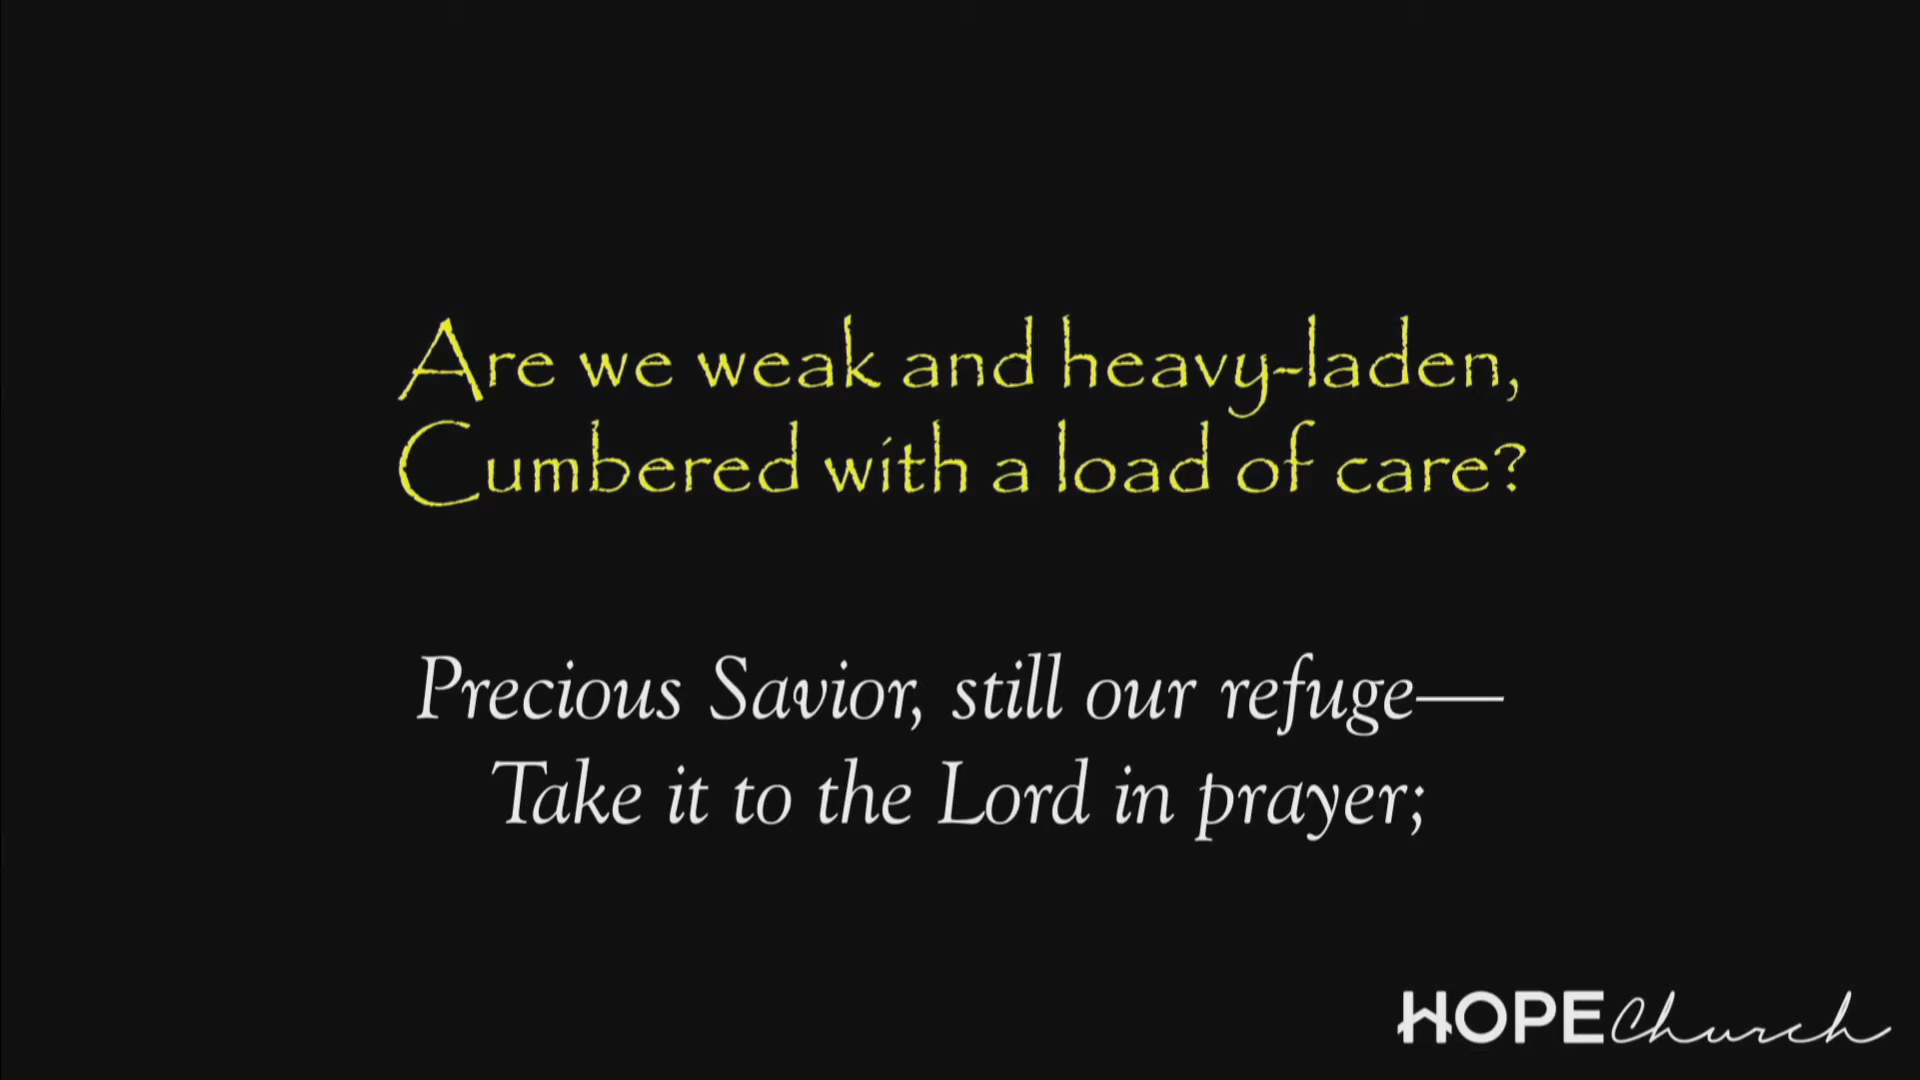 Are we weak and heavy-laden,
Cumbered with a load of care?
Precious Savior, still our refuge—
Take it to the Lord in prayer;
HOPE Church